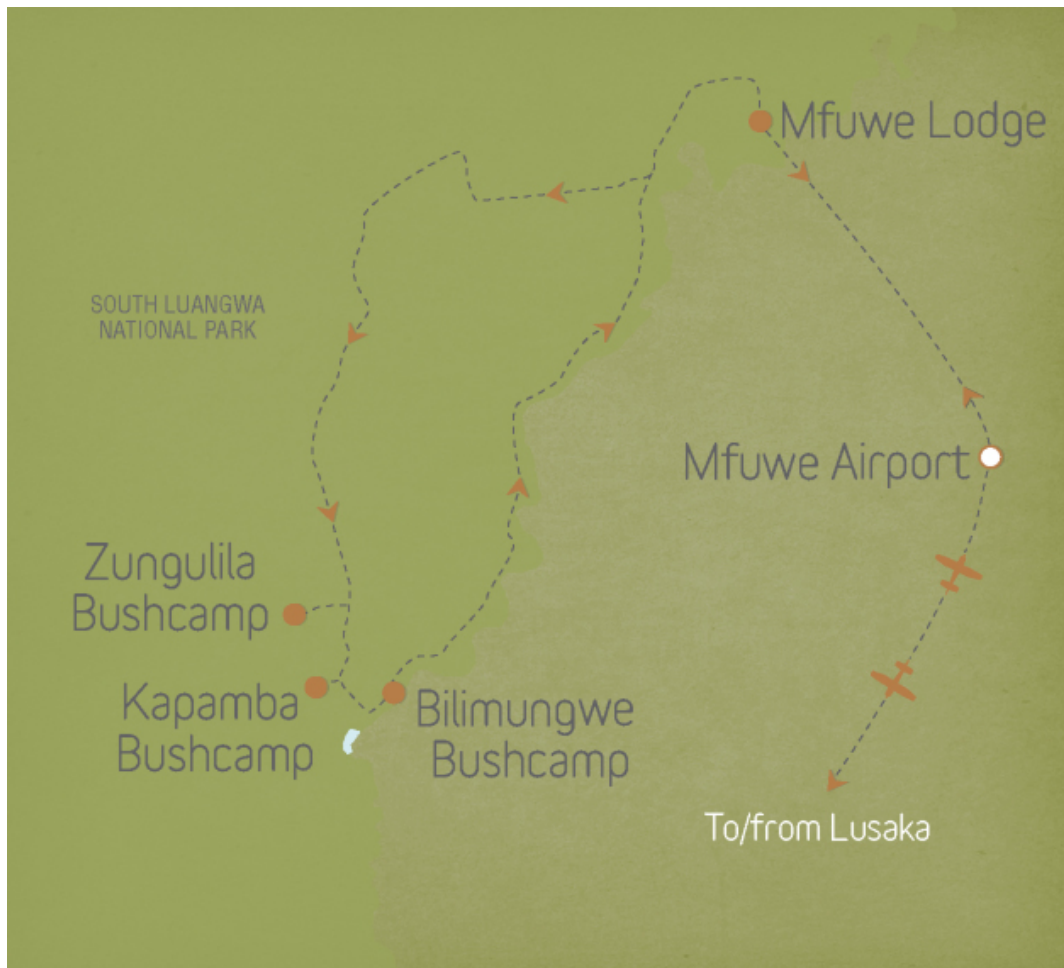 Mfuwe Lodge
SOUTH LUANGWA
NATIONAL PARK
Mfuwe Airport
Zungulila
Bushcamp
Kapamba
Bushcamp
Bilimungwe
Bushcamp
To/from Lusaka